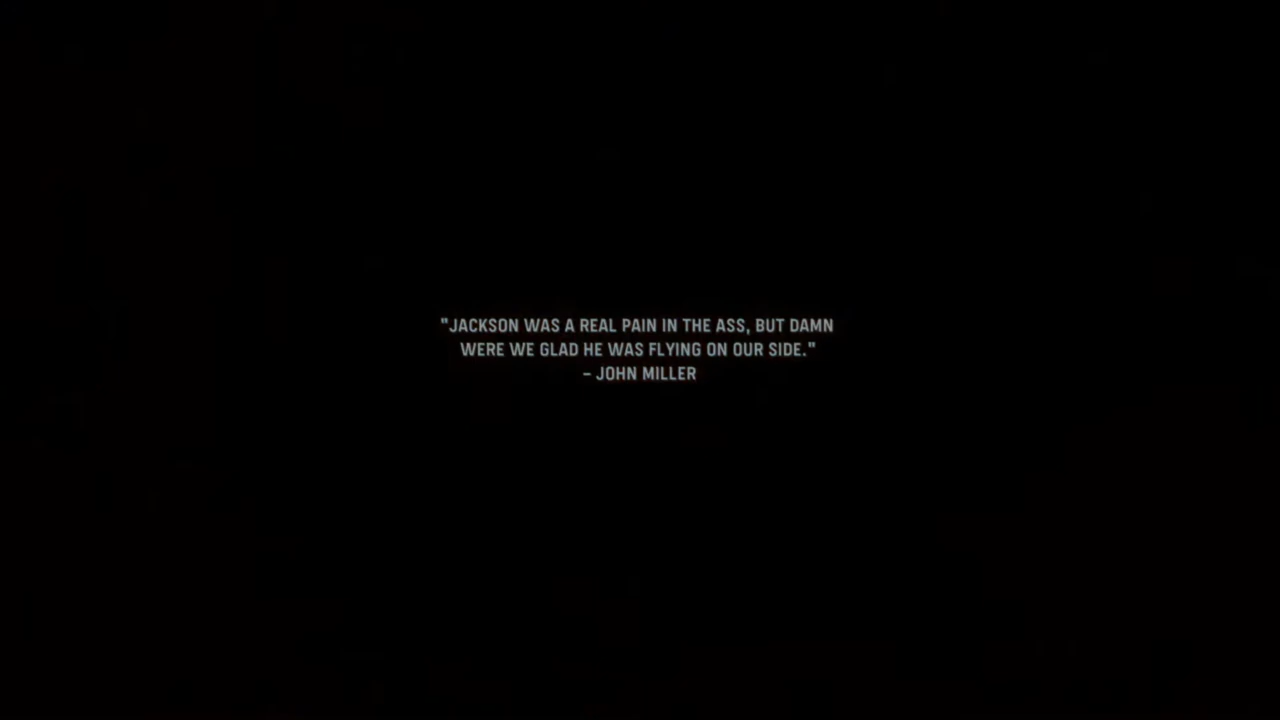 "JACKSON WAS A REAL PAIN IN THE ASS, BUT DAMN
WERE WE GLAD HE WAS FLYING ON OUR SIDE."
– JOHN MILLER